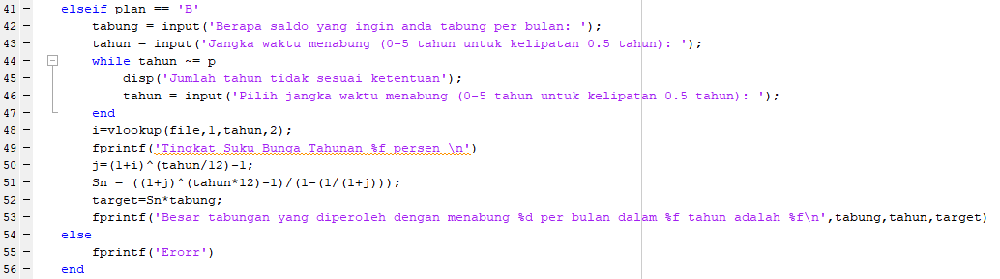 41 – elseif plan == 'B'
42 – tabung = input('Berapa saldo yang ingin anda tabung per bulan: ');
43 – tahun = input('Jangka waktu menabung (0-5 tahun untuk kelipatan 0.5 tahun): ');
44 – while tahun ~= p
45 – disp('Jumlah tahun tidak sesuai ketentuan');
46 – tahun = input('Pilih jangka waktu menabung (0-5 tahun untuk kelipatan 0.5 tahun): ');
47 – end
48 – i=vlookup(file,1,tahun,2);
49 – fprintf('Tingkat Suku Bunga Tahunan %f persen \n')
50 – j=(1+i)^(tahun/12)-1;
51 – Sn = ((1+j)^(tahun*12)-1)/(1-(1/(1+j)));
52 – target=Sn*tabung;
53 – fprintf('Besar tabungan yang diperoleh dengan menabung %d per bulan dalam %f tahun adalah %f\n',tabung,tahun,target)
54 – else
55 – fprintf('Erorr')
56 – end